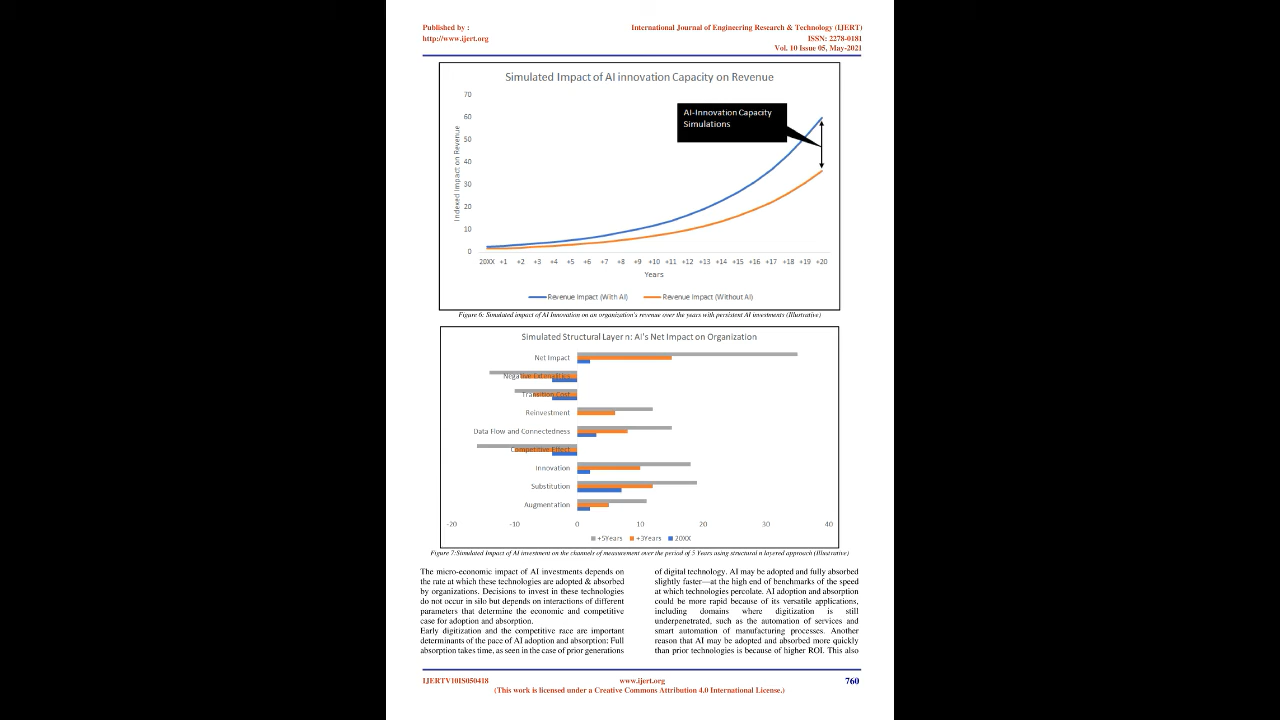 Published by :
http://www.ijert.org
International Journal of Engineering Research & Technology (IJERT)
ISSN: 2278-0181
Vol. 10 Issue 05, May-2021
Simulated Impact of AI innovation Capacity on Revenue
70
60
50
40
30
20
10
0
Indexed Impact on Revenue
AI-Innovation Capacity
Simulations
20XX +1 +2 +3 +4 +5 +6 +7 +8 +9 +10 +11 +12 +13 +14 +15 +16 +17 +18 +19 +20
Years
Revenue Impact (With AI) Revenue Impact (Without AI)
Figure 6: Simulated impact of AI Innovation on an organization's revenue over the years with persistent AI investments (Illustrative)
Simulated Structural Layer n: AI's Net Impact on Organization
Net Impact
Negative Externalities
Transition Cost
Reinvestment
Data Flow and Connectedness
Competitive Effect
Innovation
Substitution
Augmentation
-20 -10 0 10 20 30 40
+5Years +3Years 20XX
Figure 7:Simulated Impact of AI investment on the channels of measurement over the period of 5 Years using structural n layered approach (Illustrative)
The micro-economic impact of AI investments depends on
the rate at which these technologies are adopted & absorbed
by organizations. Decisions to invest in these technologies
do not occur in silo but depends on interactions of different
parameters that determine the economic and competitive
case for adoption and absorption.
Early digitization and the competitive race are important
determinants of the pace of AI adoption and absorption: Full
absorption takes time, as seen in the case of prior generations
of digital technology. AI may be adopted and fully absorbed
slightly faster—at the high end of benchmarks of the speed
at which technologies percolate. AI adoption and absorption
could be more rapid because of its versatile applications,
including domains where digitization is still
underpenetrated, such as the automation of services and
smart automation of manufacturing processes. Another
reason that AI may be adopted and absorbed more quickly
than prior technologies is because of higher ROI. This also
IJERTV10IS050418
www.ijert.org
(This work is licensed under a Creative Commons Attribution 4.0 International License.)
760